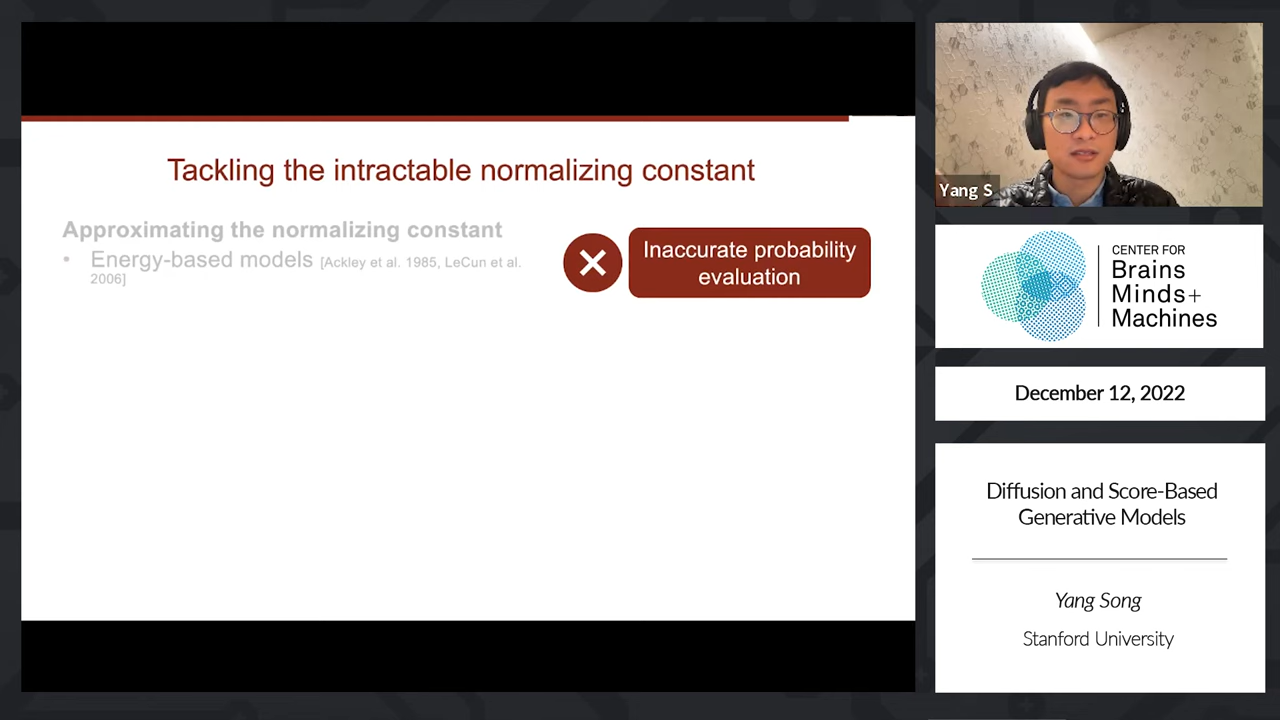 Tackling the intractable normalizing constant
Approximating the normalizing constant
• Energy-based models [Ackley et al. 1985, LeCun et al.
2006]
Inaccurate probability
evaluation
Yang S
CENTER FOR
Brains
Minds+
Machines
December 12, 2022
Diffusion and Score-Based
Generative Models
Yang Song
Stanford University